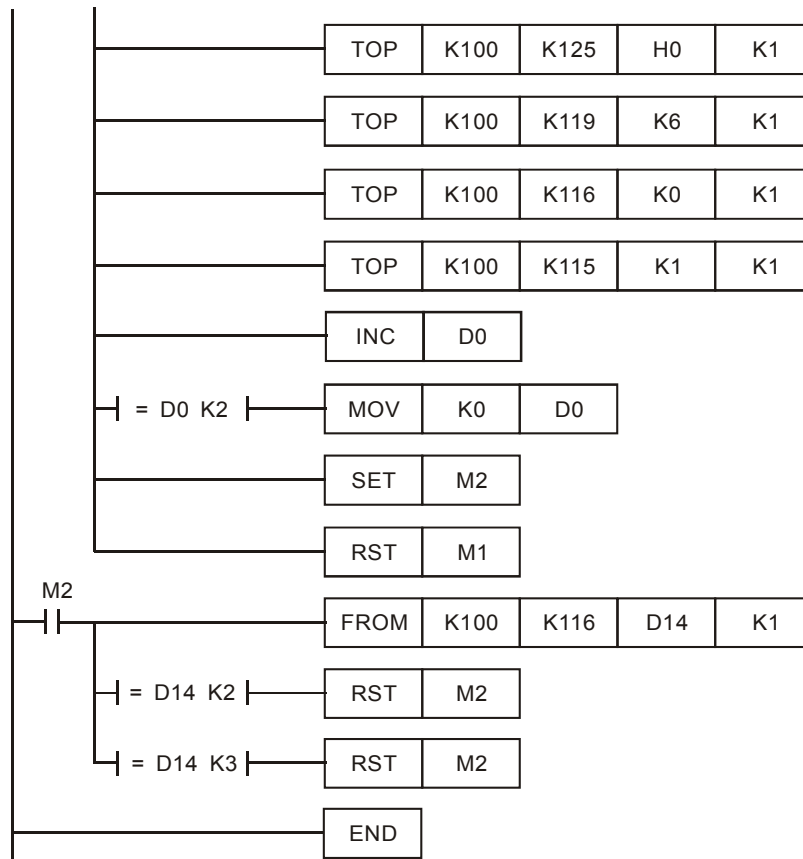 TOP K100 K125 H0 K1
TOP K100 K119 K6 K1
TOP K100 K116 K0 K1
TOP K100 K115 K1 K1
INC D0
= D0 K2 MOV K0 D0
SET M2
RST M1
M2
FROM K100 K116 D14 K1
= D14 K2 RST M2
= D14 K3 RST M2
END